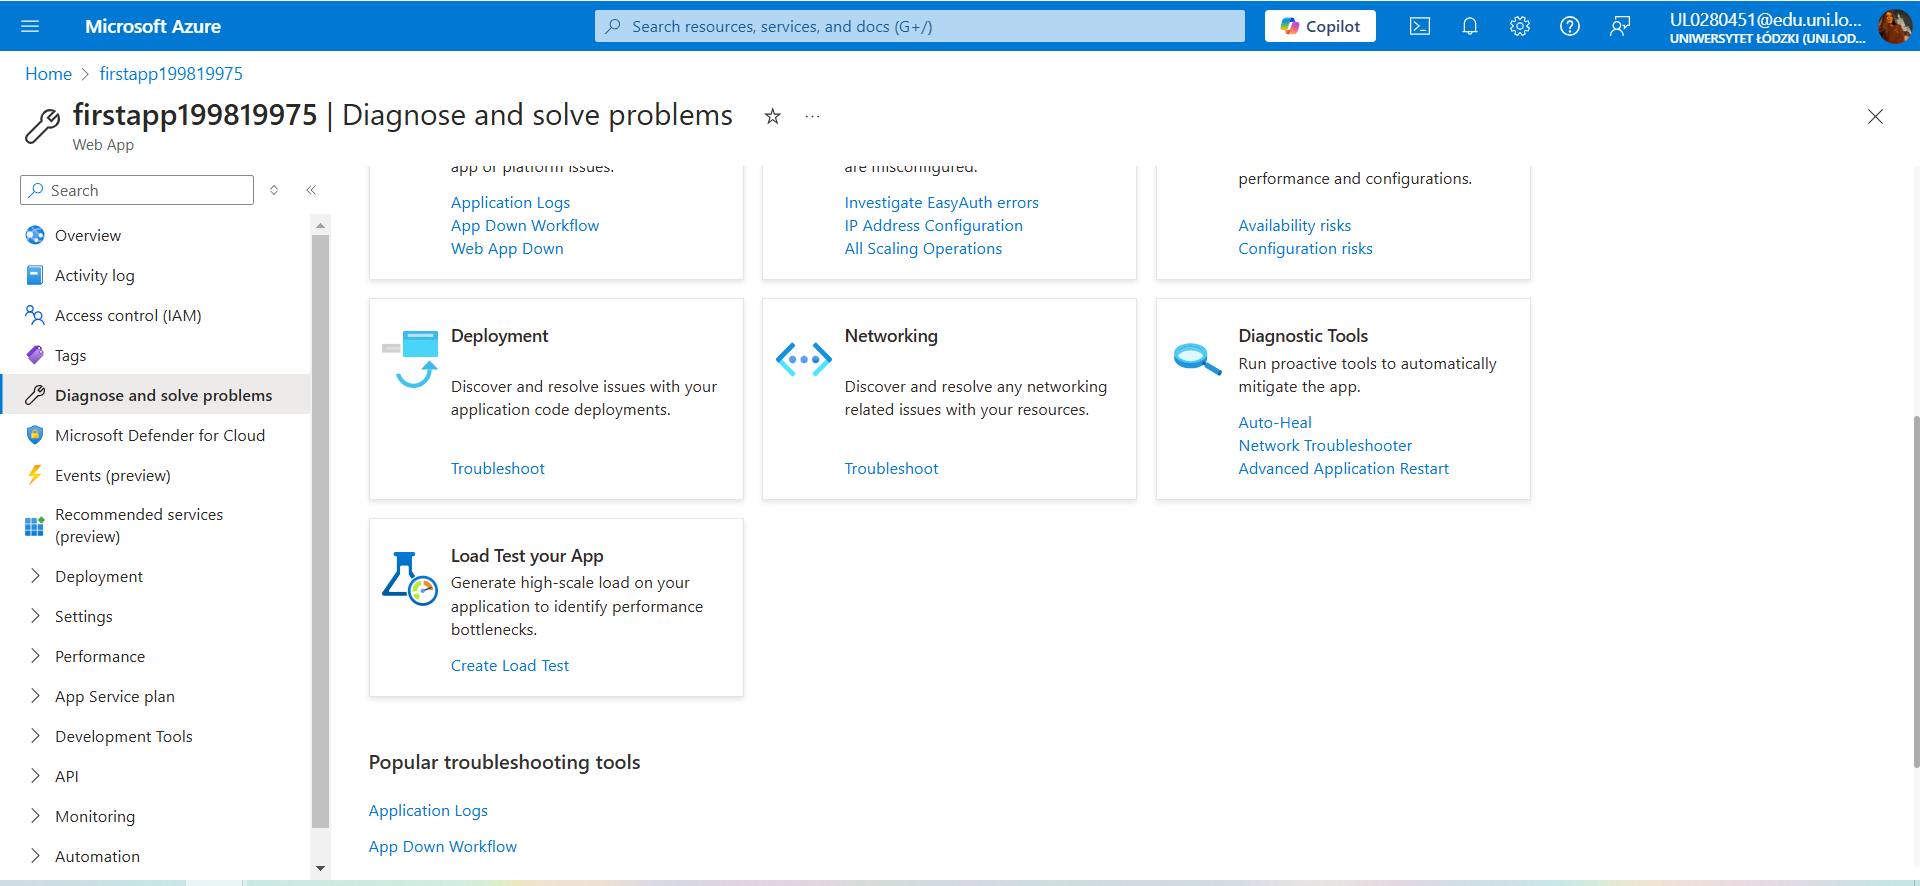 Microsoft Azure
Search resources, services, and docs (G+/)
Copilot
UL0280451@edu.uni.lo...
UNIWERSYTET ŁÓDZKI (UNI.LOD...
Home > firstapp199819975
firstapp199819975 | Diagnose and solve problems
Web App
Search
Overview
Activity log
Access control (IAM)
Tags
Diagnose and solve problems
Microsoft Defender for Cloud
Events (preview)
Recommended services
(preview)
Deployment
Settings
Performance
App Service plan
Development Tools
API
Monitoring
Automation
app or platform issues.
Application Logs
App Down Workflow
Web App Down
are misconfigured.
Investigate EasyAuth errors
IP Address Configuration
All Scaling Operations
performance and configurations.
Availability risks
Configuration risks
Deployment
Discover and resolve issues with your
application code deployments.
Troubleshoot
Networking
Discover and resolve any networking
related issues with your resources.
Troubleshoot
Diagnostic Tools
Run proactive tools to automatically
mitigate the app.
Auto-Heal
Network Troubleshooter
Advanced Application Restart
Load Test your App
Generate high-scale load on your
application to identify performance
bottlenecks.
Create Load Test
Popular troubleshooting tools
Application Logs
App Down Workflow